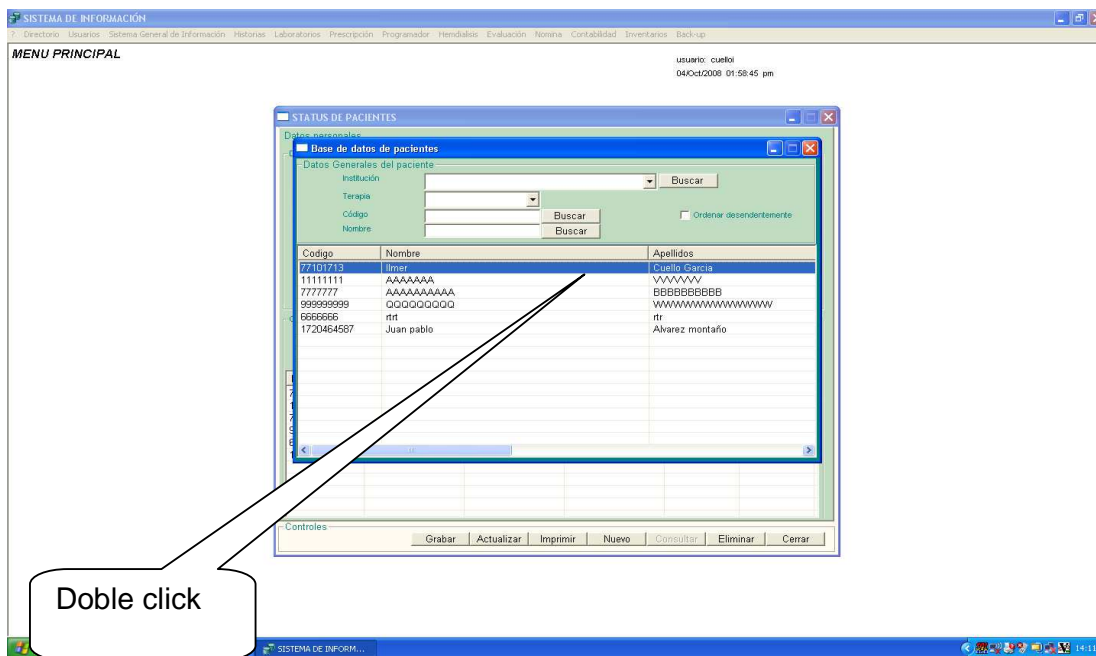 SISTEMA DE INFORMACIÓN
? Directorio Usuarios Sistema General de Información Historias Laboratorios Prescripción Programador Hemdialisis Evaluación Nomina Contabilidad Inventarios Back-up
MENU PRINCIPAL
usuario: cuelloi
04/Oct/2008 01:58:45 pm
STATUS DE PACIENTES
Datos personales
Base de datos de pacientes
Datos Generales del paciente
Institución Buscar
Terapia
Código Buscar Ordenar desendentemente
Nombre Buscar
Codigo Nombre Apellidos
77101713 Ilmer Cuello Garcia
11111111 AAAAAAA VVVVVVV
7777777 AAAAAAAAAA BBBBBBBBBB
999999999 QQQQQQQQQ WWWWWWWWWWWWW
6666666 rtrt rtr
1720464587 Juan pablo Alvarez montaño
Controles
Grabar Actualizar Imprimir Nuevo Consultar Eliminar Cerrar
Doble click
SISTEMA DE INFORM... 14:11